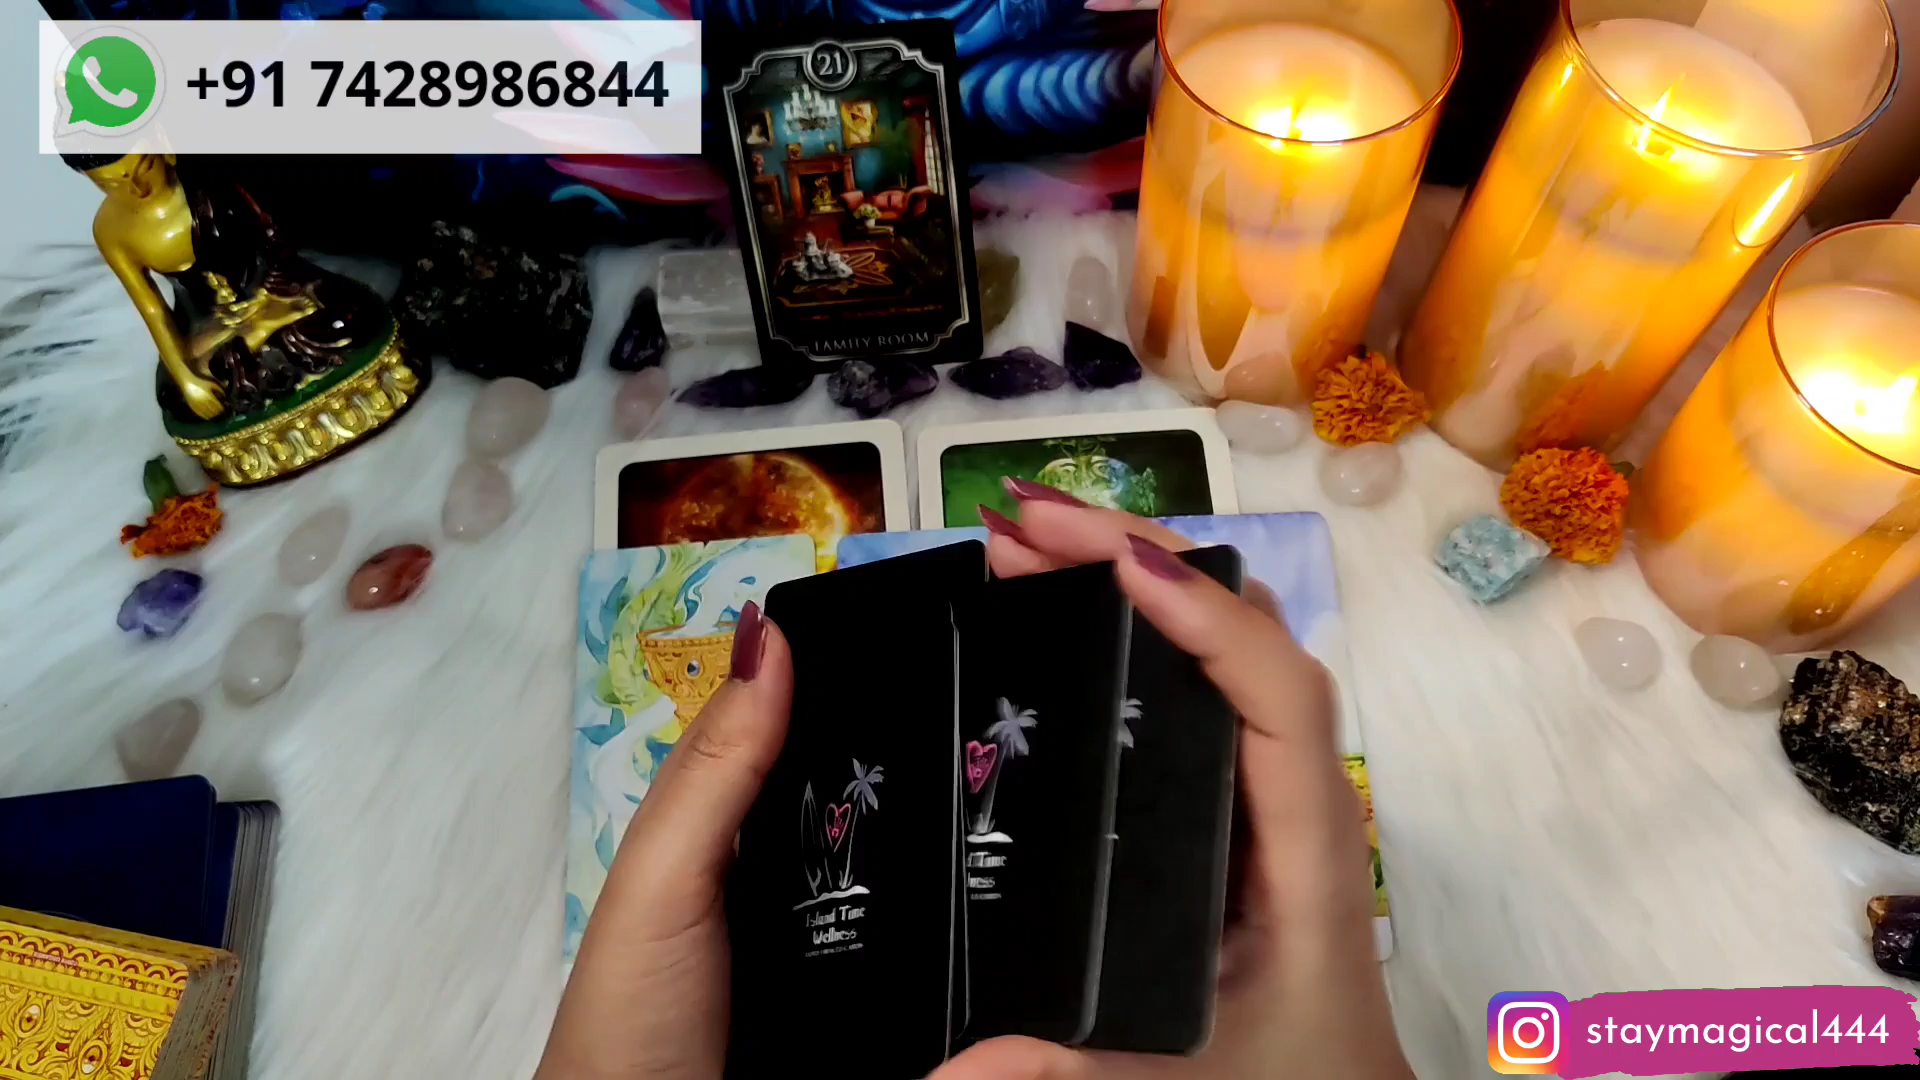 +91 7428986844
21
FAMILY ROOM
Island Time
Wellness
staymagical444